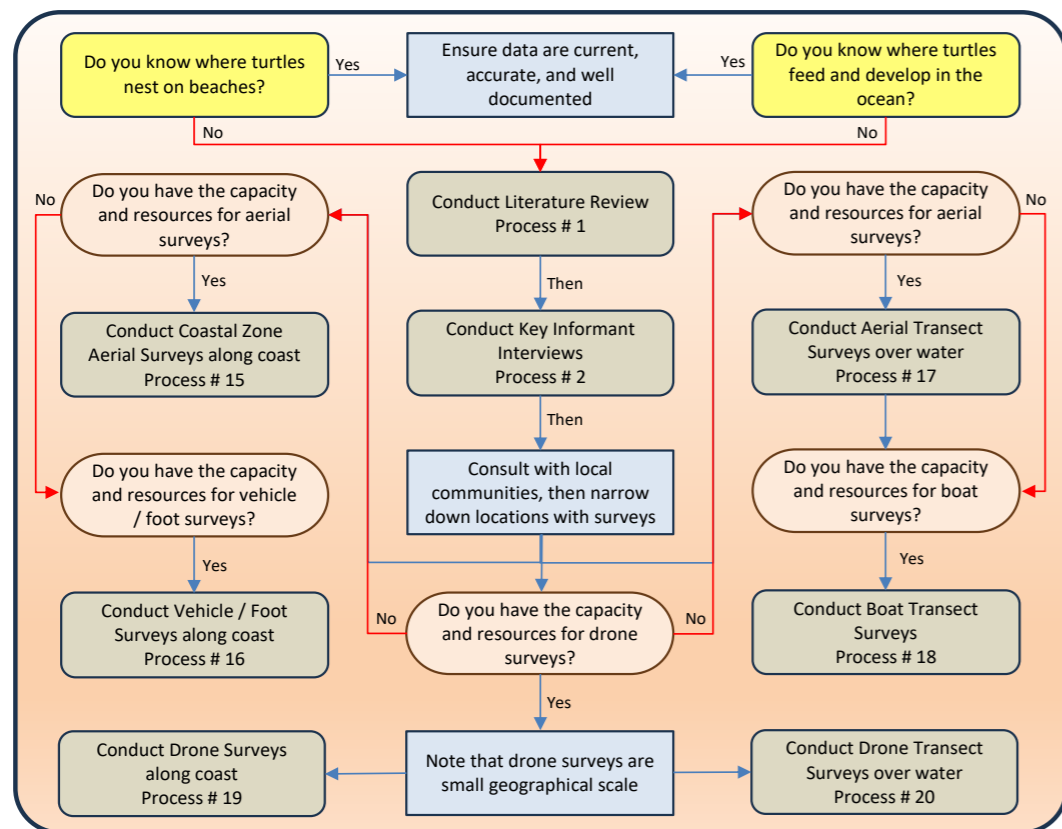 Do you know where turtles
nest on beaches?
Yes
Ensure data are current,
accurate, and well
documented
Yes
Do you know where turtles
feed and develop in the
ocean?
No
No
No
Do you have the capacity
and resources for aerial
surveys?
Conduct Literature Review
Process # 1
Do you have the capacity
and resources for aerial
surveys?
No
Yes
Then
Yes
Conduct Coastal Zone
Aerial Surveys along coast
Process # 15
Conduct Key Informant
Interviews
Process # 2
Conduct Aerial Transect
Surveys over water
Process # 17
Then
Do you have the capacity
and resources for vehicle
/ foot surveys?
Consult with local
communities, then narrow
down locations with surveys
Do you have the capacity
and resources for boat
surveys?
Yes
Yes
Conduct Vehicle / Foot
Surveys along coast
Process # 16
No
Do you have the capacity
and resources for drone
surveys?
No
Conduct Boat Transect
Surveys
Process # 18
Yes
Conduct Drone Surveys
along coast
Process # 19
Note that drone surveys are
small geographical scale
Conduct Drone Transect
Surveys over water
Process # 20